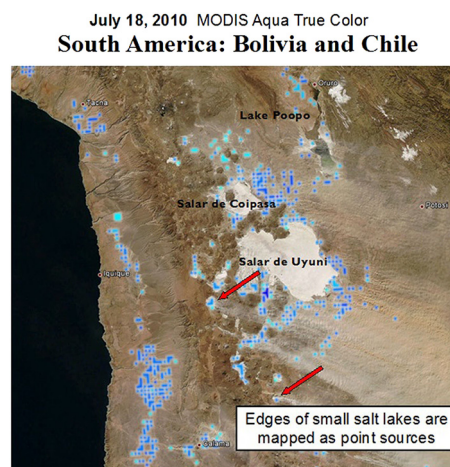 July 18, 2010 MODIS Aqua True Color
South America: Bolivia and Chile
Oruro
Tacna
Lake Poopo
Salar de Coipasa
Potosi
Salar de Uyuni
Iquique
Edges of small salt lakes are
mapped as point sources
Calama